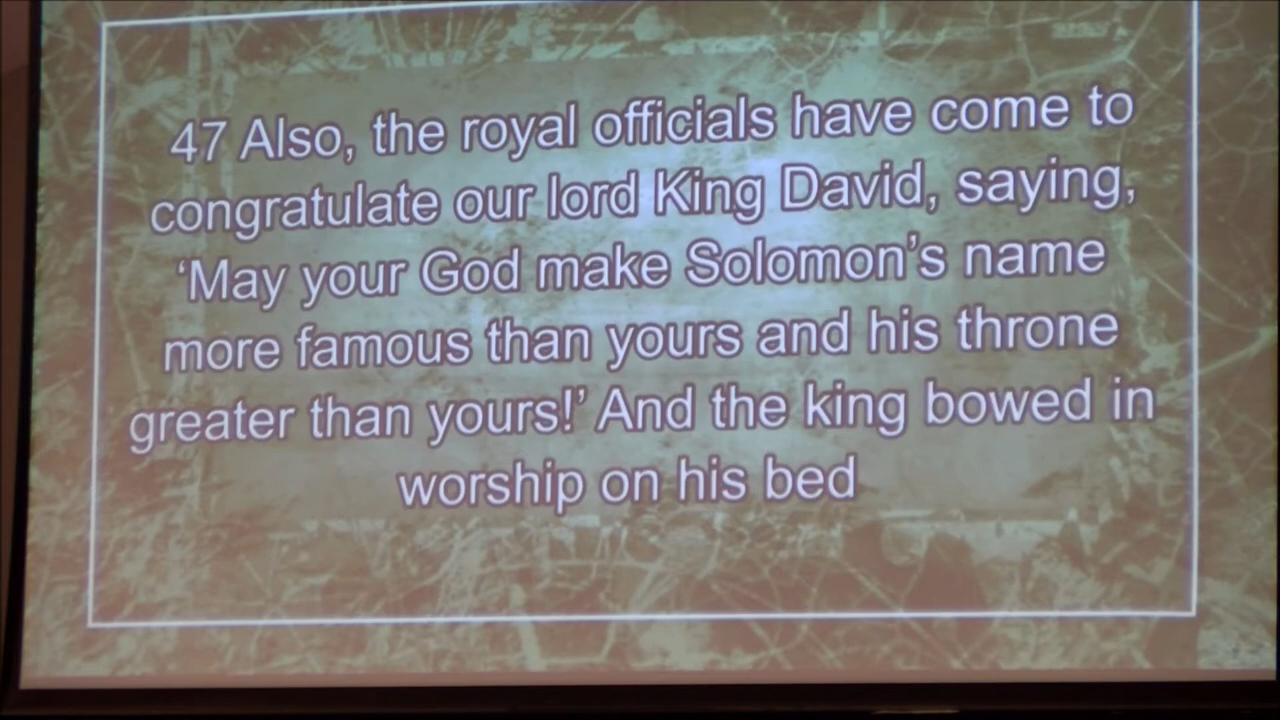 47 Also, the royal officials have come to
congratulate our lord King David, saying,
‘May your God make Solomon’s name
more famous than yours and his throne
greater than yours!’ And the king bowed in
worship on his bed